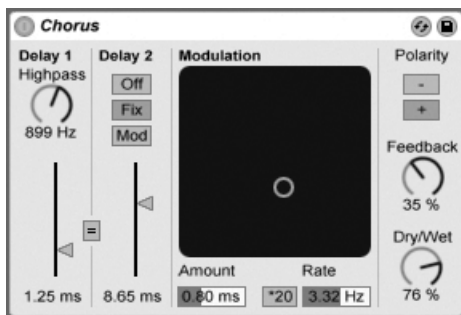 Chorus
Delay 1
Highpass
899 Hz
1.25 ms
=
Delay 2
Off
Fix
Mod
8.65 ms
Modulation
Amount
0.80 ms
*20
Rate
3.32 Hz
Polarity
-
+
Feedback
35 %
Dry/Wet
76 %